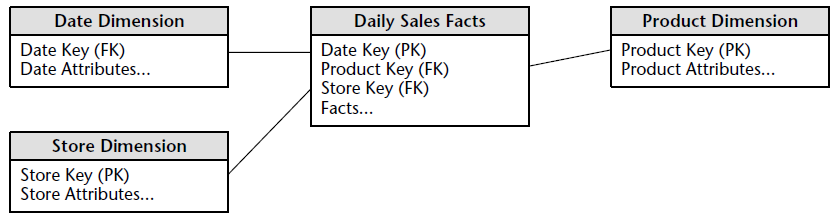 Date Dimension
Date Key (FK)
Date Attributes...
Daily Sales Facts
Date Key (PK)
Product Key (FK)
Store Key (FK)
Facts...
Product Dimension
Product Key (PK)
Product Attributes...
Store Dimension
Store Key (PK)
Store Attributes...